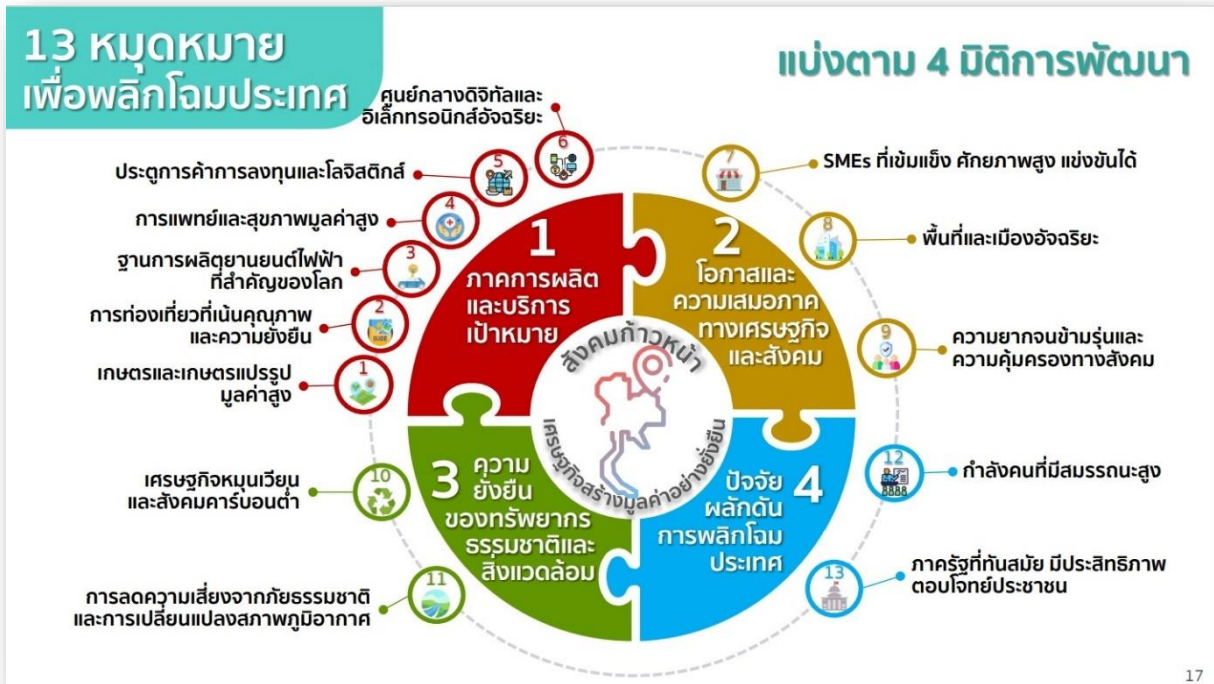 13 หมุดหมาย
เพื่อพลิกโฉมประเทศ
แบ่งตาม 4 มิติการพัฒนา
ศูนย์กลางดิจิทัลและ
อิเล็กทรอนิกส์อัจฉริยะ
6
ประตูการค้าการลงทุนและโลจิสติกส์
5
การแพทย์และสุขภาพมูลค่าสูง
4
ฐานการผลิตยานยนต์ไฟฟ้า
ที่สำคัญของโลก
3
การท่องเที่ยวที่เน้นคุณภาพ
และความยั่งยืน
2
เกษตรและเกษตรแปรรูป
มูลค่าสูง
1
1
ภาคการผลิต
และบริการ
เป้าหมาย
2
โอกาสและ
ความเสมอภาค
ทางเศรษฐกิจ
และสังคม
7
SMEs ที่เข้มแข็ง ศักยภาพสูง แข่งขันได้
8
พื้นที่และเมืองอัจฉริยะ
9
ความยากจนข้ามรุ่นและ
ความคุ้มครองทางสังคม
สังคมก้าวหน้า
เศรษฐกิจสร้างมูลค่าอย่างยั่งยืน
3 ความ
ยั่งยืน
ของทรัพยากร
ธรรมชาติและ
สิ่งแวดล้อม
10
เศรษฐกิจหมุนเวียน
และสังคมคาร์บอนต่ำ
11
การลดความเสี่ยงจากภัยธรรมชาติ
และการเปลี่ยนแปลงสภาพภูมิอากาศ
ปัจจัย 4
ผลักดัน
การพลิกโฉม
ประเทศ
12
กำลังคนที่มีสมรรถนะสูง
13
ภาครัฐที่ทันสมัย มีประสิทธิภาพ
ตอบโจทย์ประชาชน
17